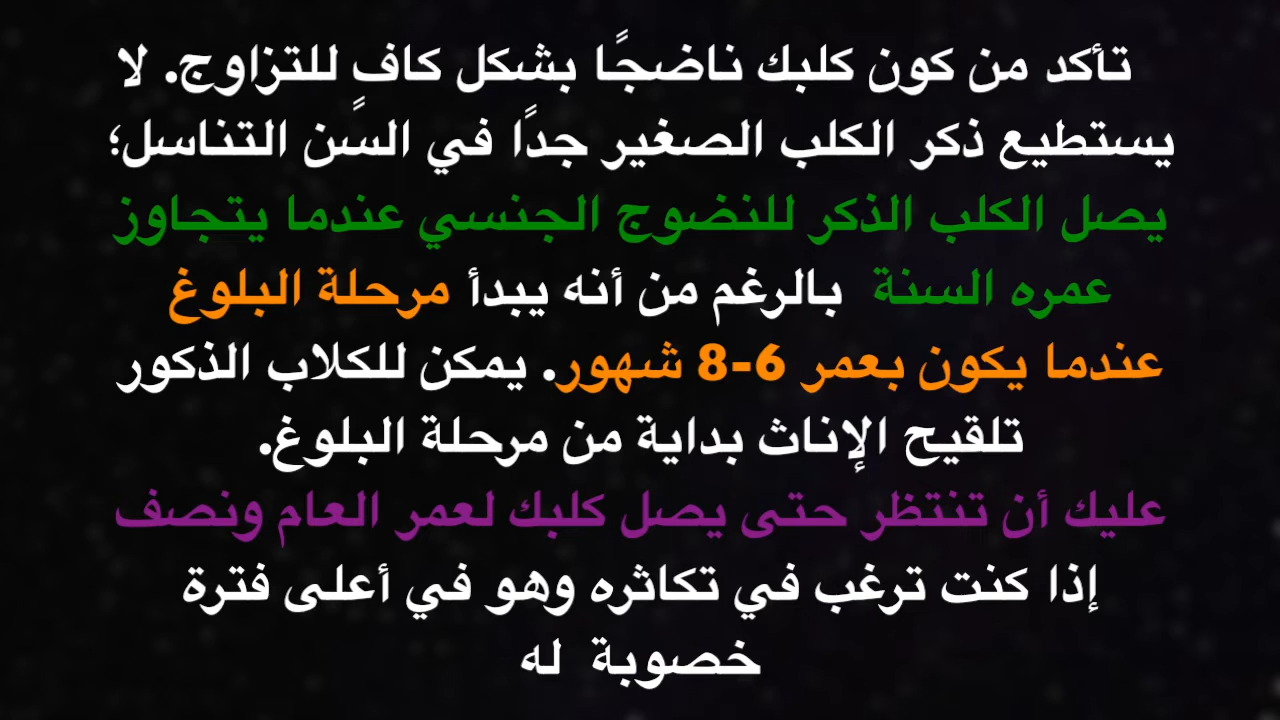 تأكد من كون كلبك ناضجًا بشكل كافٍ للتزاوج. لا
يستطيع ذكر الكلب الصغير جدًا في السن التناسل؛
يصل الكلب الذكر للنضوج الجنسي عندما يتجاوز
عمره السنة بالرغم من أنه يبدأ مرحلة البلوغ
عندما يكون بعمر 6-8 شهور. يمكن للكلاب الذكور
تلقيح الإناث بداية من مرحلة البلوغ.
عليك أن تنتظر حتى يصل كلبك لعمر العام ونصف
إذا كنت ترغب في تكاثره وهو في أعلى فترة
خصوبة له